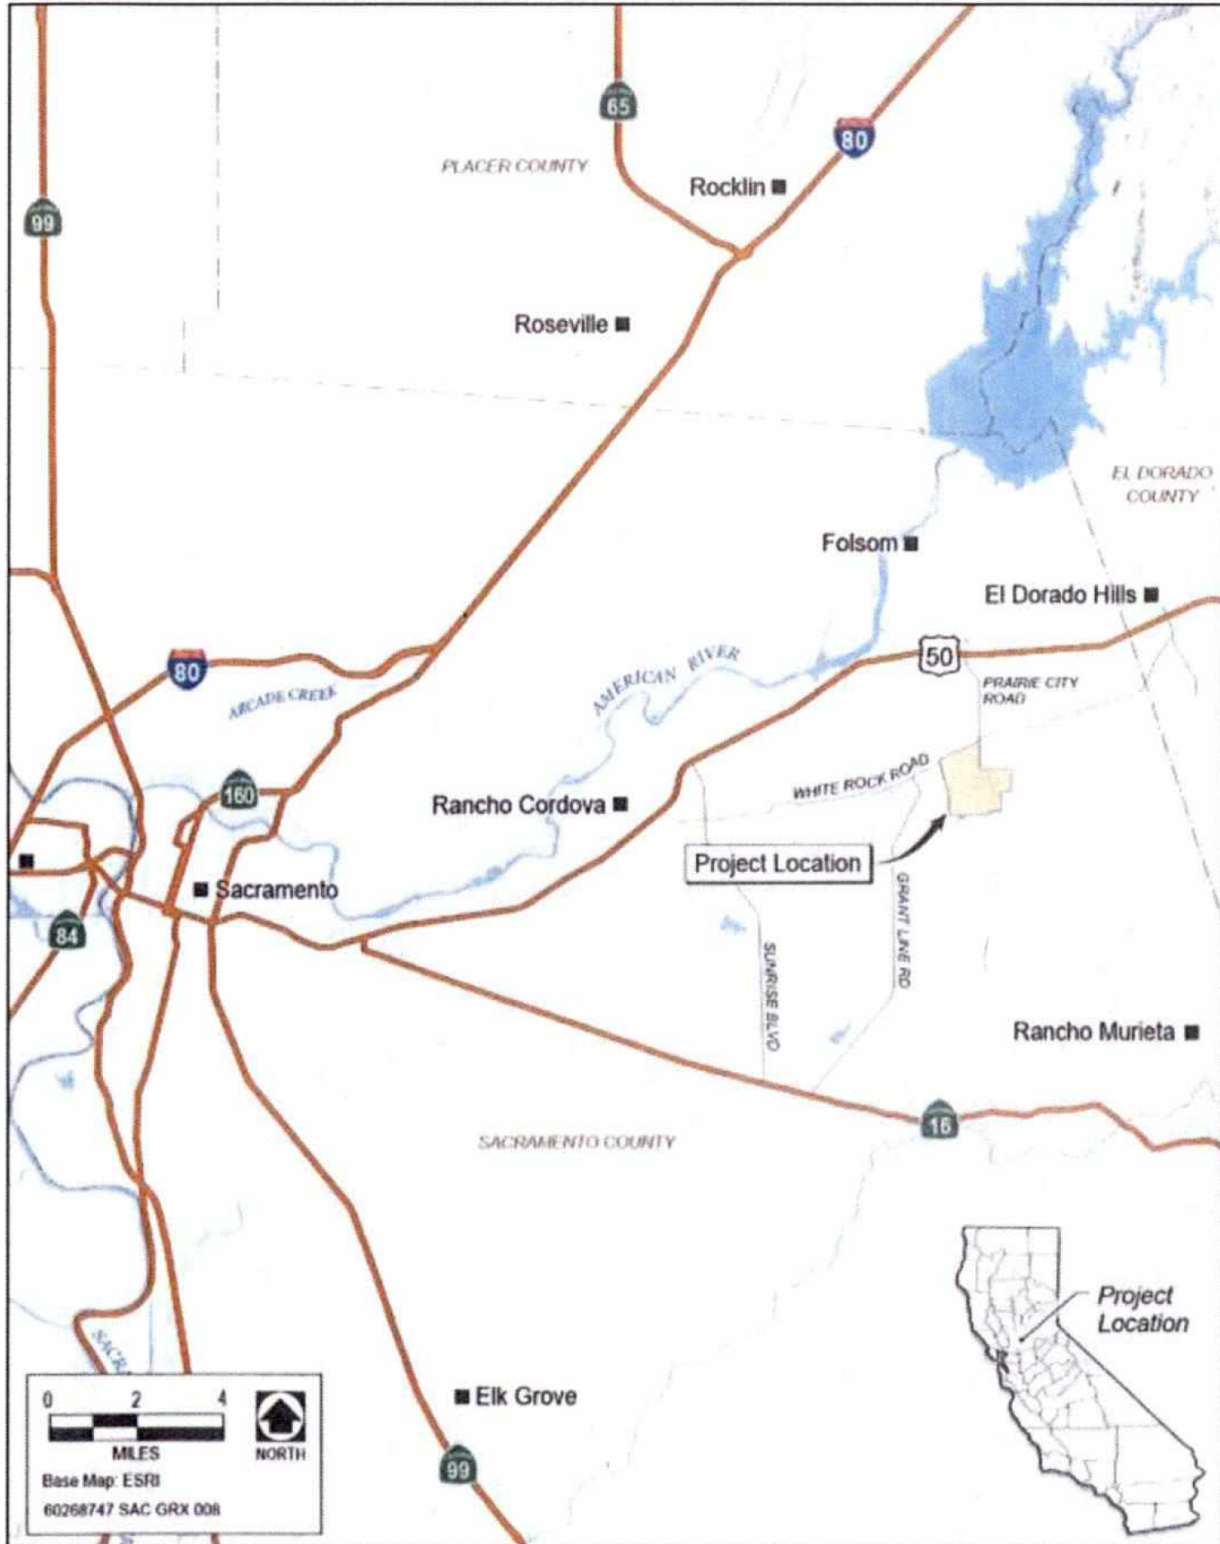 65
80
PLACER COUNTY
Rocklin
99
Roseville
EL DORADO
COUNTY
Folsom
El Dorado Hills
80
50
AMERICAN RIVER
ARCADE CREEK
PRAIRIE CITY
ROAD
160
WHITE ROCK ROAD
Rancho Cordova
Project Location
Sacramento
84
GRANT LINE RD
SUNRISE BLVD
Rancho Murieta
16
SACRAMENTO COUNTY
Project
Location
SACRA
0 2 4
MILES
NORTH
Base Map: ESRI
60268747 SAC GRX 008
Elk Grove
99